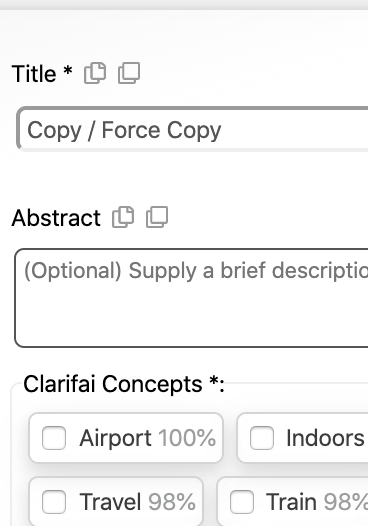 Title *
Copy / Force Copy
Abstract
(Optional) Supply a brief descriptio
Clarifai Concepts *:
Airport 100% Indoors
Travel 98% Train 98%